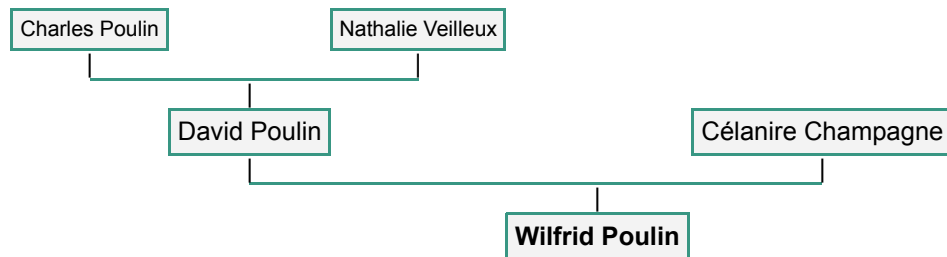 Charles Poulin
Nathalie Veilleux
David Poulin
Célanire Champagne
Wilfrid Poulin